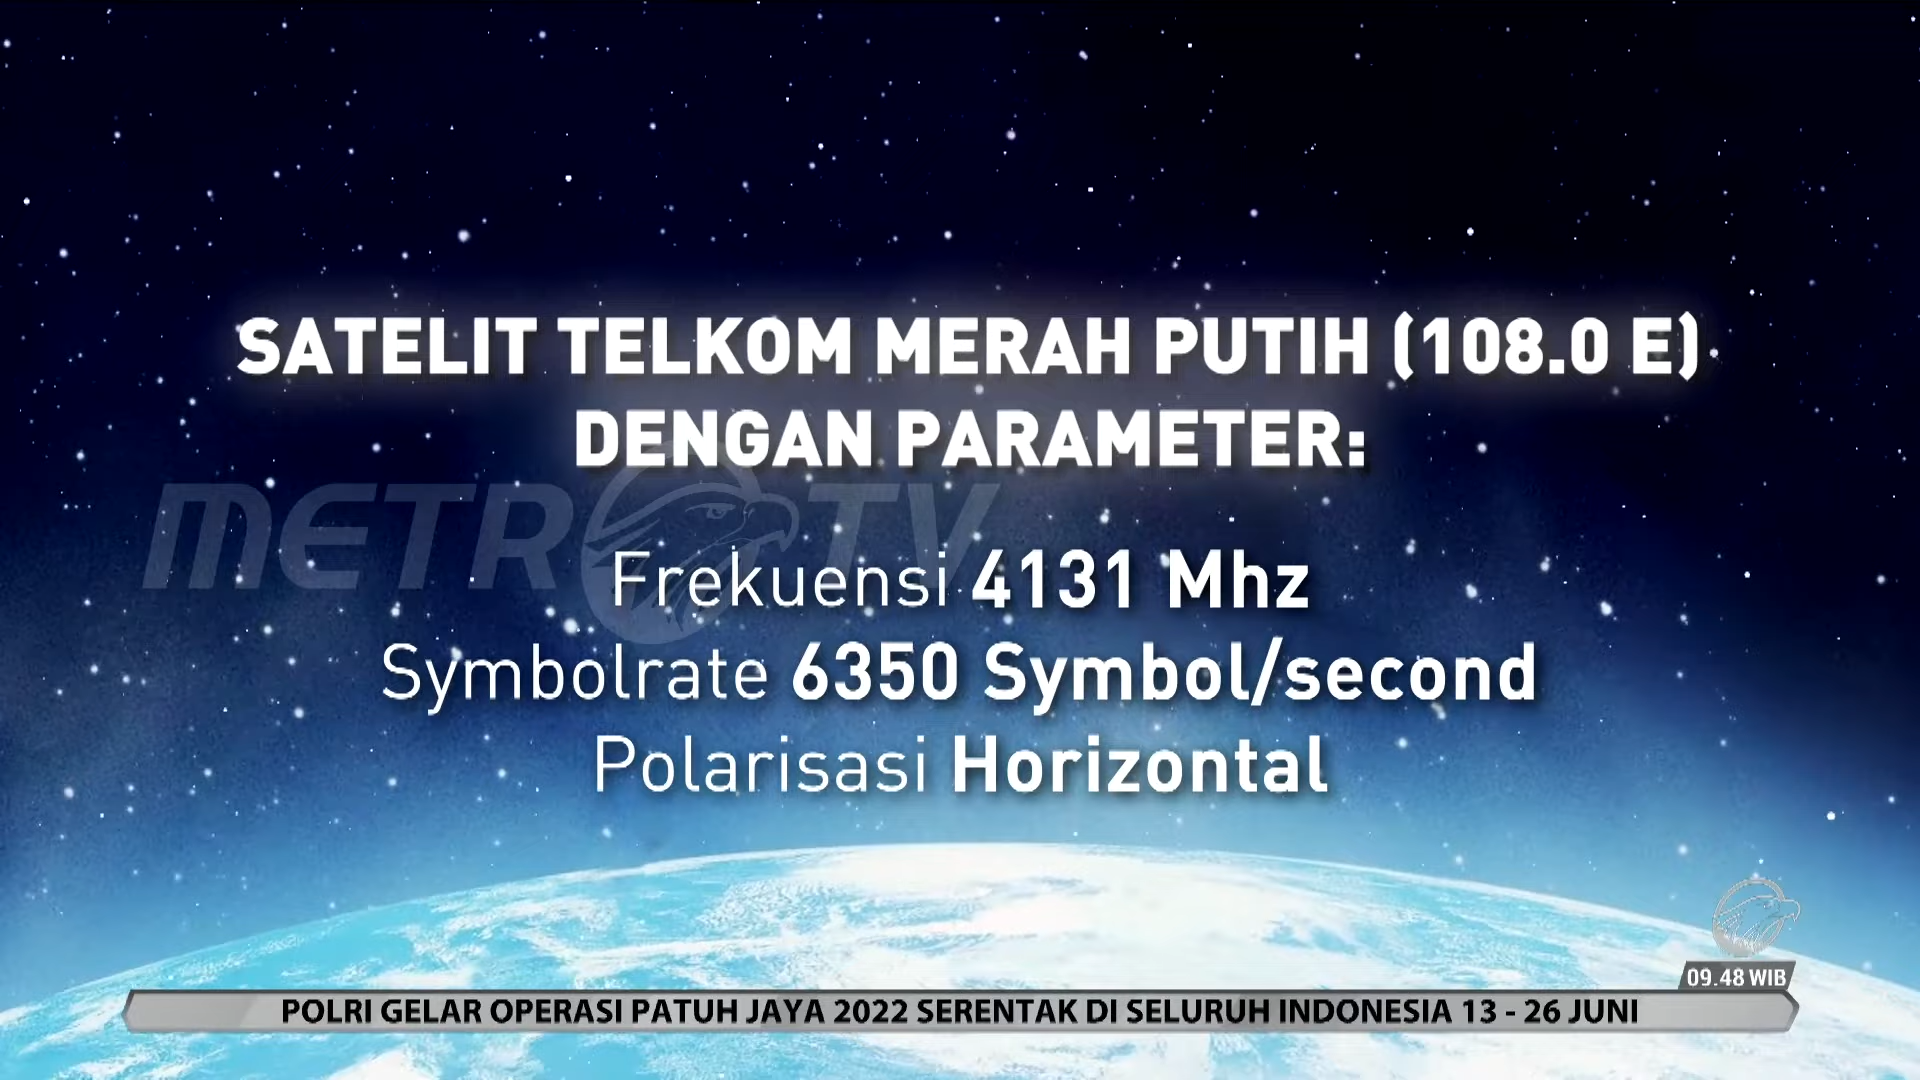 SATELIT TELKOM MERAH PUTIH (108.0 E)
DENGAN PARAMETER:
METRO TV
Frekuensi 4131 Mhz
Symbolrate 6350 Symbol/second
Polarisasi Horizontal
09.48 WIB
POLRI GELAR OPERASI PATUH JAYA 2022 SERENTAK DI SELURUH INDONESIA 13 - 26 JUNI